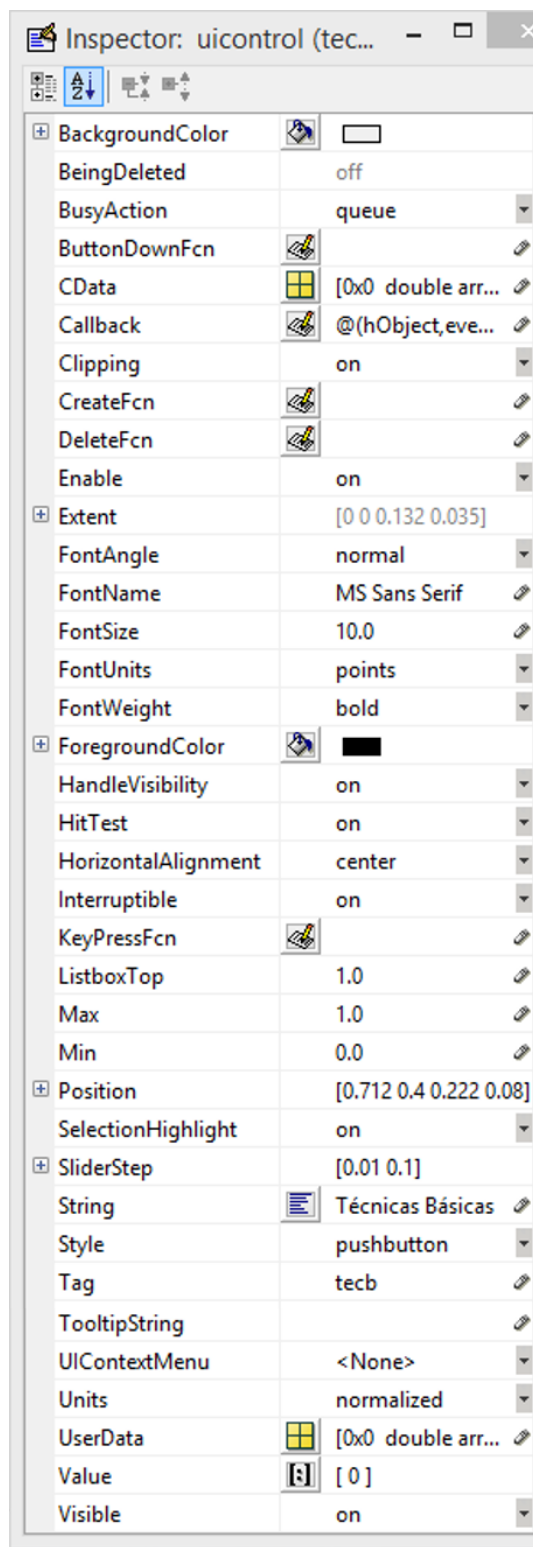 Inspector: uicontrol (tec...
BackgroundColor
BeingDeleted off
BusyAction queue
ButtonDownFcn
CData [0x0 double arr...
Callback @(hObject,eve...
Clipping on
CreateFcn
DeleteFcn
Enable on
Extent [0 0 0.132 0.035]
FontAngle normal
FontName MS Sans Serif
FontSize 10.0
FontUnits points
FontWeight bold
ForegroundColor
HandleVisibility on
HitTest on
HorizontalAlignment center
Interruptible on
KeyPressFcn
ListboxTop 1.0
Max 1.0
Min 0.0
Position [0.712 0.4 0.222 0.08]
SelectionHighlight on
SliderStep [0.01 0.1]
String Técnicas Básicas
Style pushbutton
Tag tecb
TooltipString
UIContextMenu <None>
Units normalized
UserData [0x0 double arr...
Value [ 0 ]
Visible on